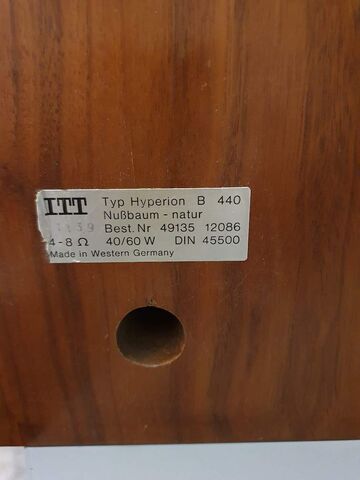 ITT Typ Hyperion B 440
Nußbaum - natur
Best. Nr 49135 12086
4-8 Ω 40/60 W DIN 45500
Made in Western Germany